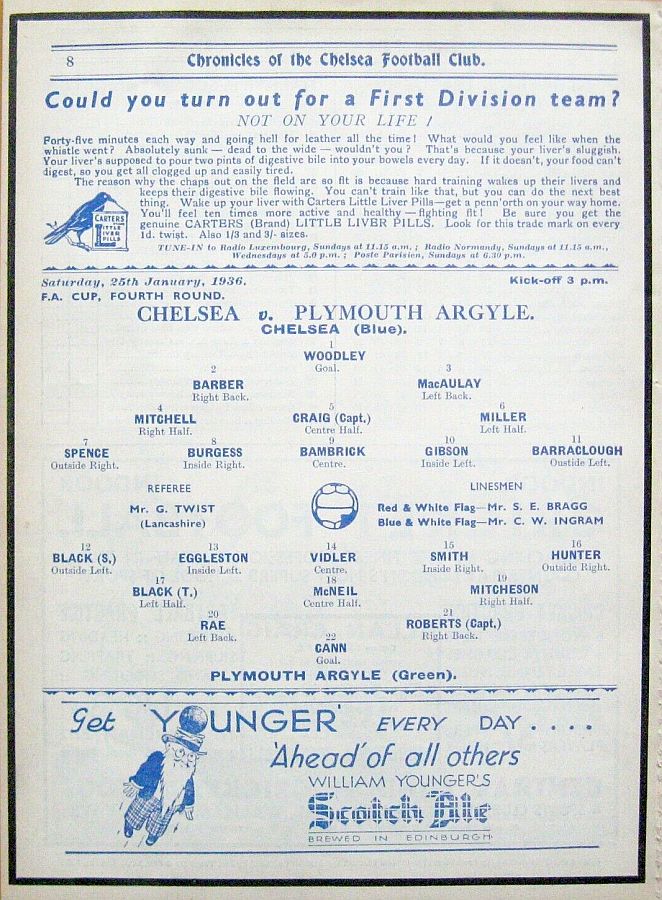 8
Chronicles of the Chelsea Football Club.
Could you turn out for a First Division team?
NOT ON YOUR LIFE !
Forty-five minutes each way and going hell for leather all the time! What would you feel like when the
whistle went? Absolutely sunk — dead to the wide — wouldn't you ? That's because your liver's sluggish.
Your liver's supposed to pour two pints of digestive bile into your bowels every day. If it doesn't, your food can't
digest, so you get all clogged up and easily tired.
The reason why the chaps out on the field are so fit is because hard training wakes up their livers and
keeps their digestive bile flowing. You can't train like that, but you can do the next best
thing. Wake up your liver with Carters Little Liver Pills—get a penn'orth on your way home.
You'll feel ten times more active and healthy—fighting fit! Be sure you get the
genuine CARTERS (Brand) LITTLE LIVER PILLS. Look for this trade mark on every
1d. twist. Also 1/3 and 3/- sizes.
CARTERS
LITTLE
LIVER
PILLS
TUNE-IN to Radio Luxembourg, Sundays at 11.15 a.m. ; Radio Normandy, Sundays at 11.15 a.m.,
Wednesdays at 5.0 p.m. ; Poste Parisien, Sundays at 6.30 p.m.
Saturday, 25th January, 1936. Kick-off 3 p.m.
F.A. CUP, FOURTH ROUND.
CHELSEA v. PLYMOUTH ARGYLE.
CHELSEA (Blue).
1
WOODLEY
Goal.
2 3
BARBER MacAULAY
Right Back. Left Back.
4 5 6
MITCHELL CRAIG (Capt.) MILLER
Right Half. Centre Half. Left Half.
7 8 9 10 11
SPENCE BURGESS BAMBRICK GIBSON BARRACLOUGH
Outside Right. Inside Right. Centre. Inside Left. Oustide Left.
REFEREE LINESMEN
Mr. G. TWIST Red & White Flag—Mr. S. E. BRAGG
(Lancashire) Blue & White Flag—Mr. C. W. INGRAM
12 13 14 15 16
BLACK (S,) EGGLESTON VIDLER SMITH HUNTER
Outside Left. Inside Left. Centre. Inside Right. Outside Right.
17 18 19
BLACK (T.) McNEIL MITCHESON
Left Half. Centre Half. Right Half.
20 21
RAE ROBERTS (Capt.)
Left Back. Right Back.
22
CANN
Goal.
PLYMOUTH ARGYLE (Green).
Get 'YOUNGER' EVERY DAY . . . .
'Ahead' of all others
WILLIAM YOUNGER'S
Scotch Ale
BREWED IN EDINBURGH